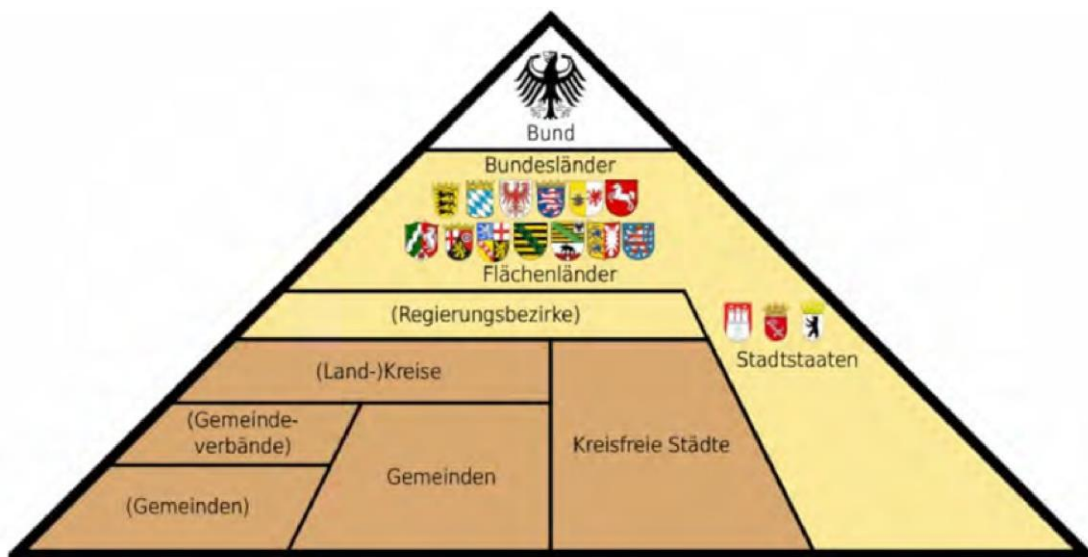 Bund
Bundesländer
Flächenländer
(Regierungsbezirke)
Stadtstaaten
(Land-)Kreise
(Gemeinde-
verbände)
Kreisfreie Städte
Gemeinden
(Gemeinden)